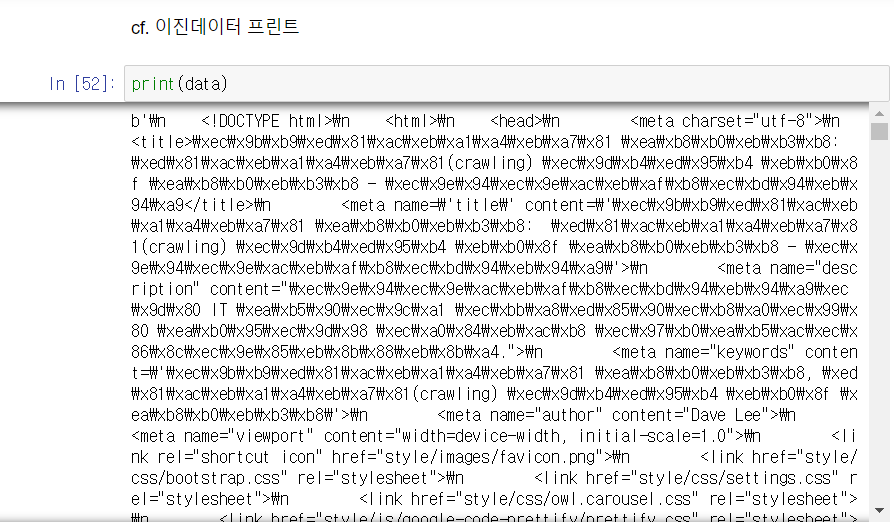 cf. 이진데이터 프린트
In [52]: print(data)
b'₩n    <!DOCTYPE html>₩n    <html>₩n    <head>₩n        <meta charset="utf-8">₩n
<title>₩xec₩x9b₩xb9₩xed₩x81₩xac₩xeb₩xa1₩xa4₩xeb₩xa7₩x81 ₩xea₩xb8₩xb0₩xeb₩xb3₩xb8:
₩xed₩x81₩xac₩xeb₩xa1₩xa4₩xeb₩xa7₩x81(crawling) ₩xec₩x9d₩xb4₩xed₩x95₩xb4 ₩xeb₩xb0₩x8
f ₩xea₩xb8₩xb0₩xeb₩xb3₩xb8 - ₩xec₩x9e₩x94₩xec₩x9e₩xac₩xeb₩xaf₩xb8₩xec₩xbd₩x94₩xeb₩x
94₩xa9</title>₩n        <meta name=₩'title₩' content=₩'₩xec₩x9b₩xb9₩xed₩x81₩xac₩xeb
₩xa1₩xa4₩xeb₩xa7₩x81 ₩xea₩xb8₩xb0₩xeb₩xb3₩xb8:  ₩xed₩x81₩xac₩xeb₩xa1₩xa4₩xeb₩xa7₩x8
1(crawling) ₩xec₩x9d₩xb4₩xed₩x95₩xb4 ₩xeb₩xb0₩x8f ₩xea₩xb8₩xb0₩xeb₩xb3₩xb8 - ₩xec₩x
9e₩x94₩xec₩x9e₩xac₩xeb₩xaf₩xb8₩xec₩xbd₩x94₩xeb₩x94₩xa9₩'>₩n        <meta name="desc
ription" content="₩xec₩x9e₩x94₩xec₩x9e₩xac₩xeb₩xaf₩xb8₩xec₩xbd₩x94₩xeb₩x94₩xa9₩xec
₩x9d₩x80 IT ₩xea₩xb5₩x90₩xec₩x9c₩xa1 ₩xec₩xbb₩xa8₩xed₩x85₩x90₩xec₩xb8₩xa0₩xec₩x99₩x
80 ₩xea₩xb0₩x95₩xec₩x9d₩x98 ₩xec₩xa0₩x84₩xeb₩xac₩xb8 ₩xec₩x97₩xb0₩xea₩xb5₩xac₩xec₩x
86₩x8c₩xec₩x9e₩x85₩xeb₩x8b₩x88₩xeb₩x8b₩xa4.">₩n        <meta name="keywords" conten
t=₩'₩xec₩x9b₩xb9₩xed₩x81₩xac₩xeb₩xa1₩xa4₩xeb₩xa7₩x81 ₩xea₩xb8₩xb0₩xeb₩xb3₩xb8, ₩xed
₩x81₩xac₩xeb₩xa1₩xa4₩xeb₩xa7₩x81(crawling) ₩xec₩x9d₩xb4₩xed₩x95₩xb4 ₩xeb₩xb0₩x8f ₩x
ea₩xb8₩xb0₩xeb₩xb3₩xb8₩'>₩n        <meta name="author" content="Dave Lee">₩n
<meta name="viewport" content="width=device-width, initial-scale=1.0">₩n        <li
nk rel="shortcut icon" href="style/images/favicon.png">₩n        <link href="style/
css/bootstrap.css" rel="stylesheet">₩n        <link href="style/css/settings.css" r
el="stylesheet">₩n        <link href="style/css/owl.carousel.css" rel="stylesheet">
₩n        <link href="style/js/google-code-prettify/prettify.css" rel="stylesheet">